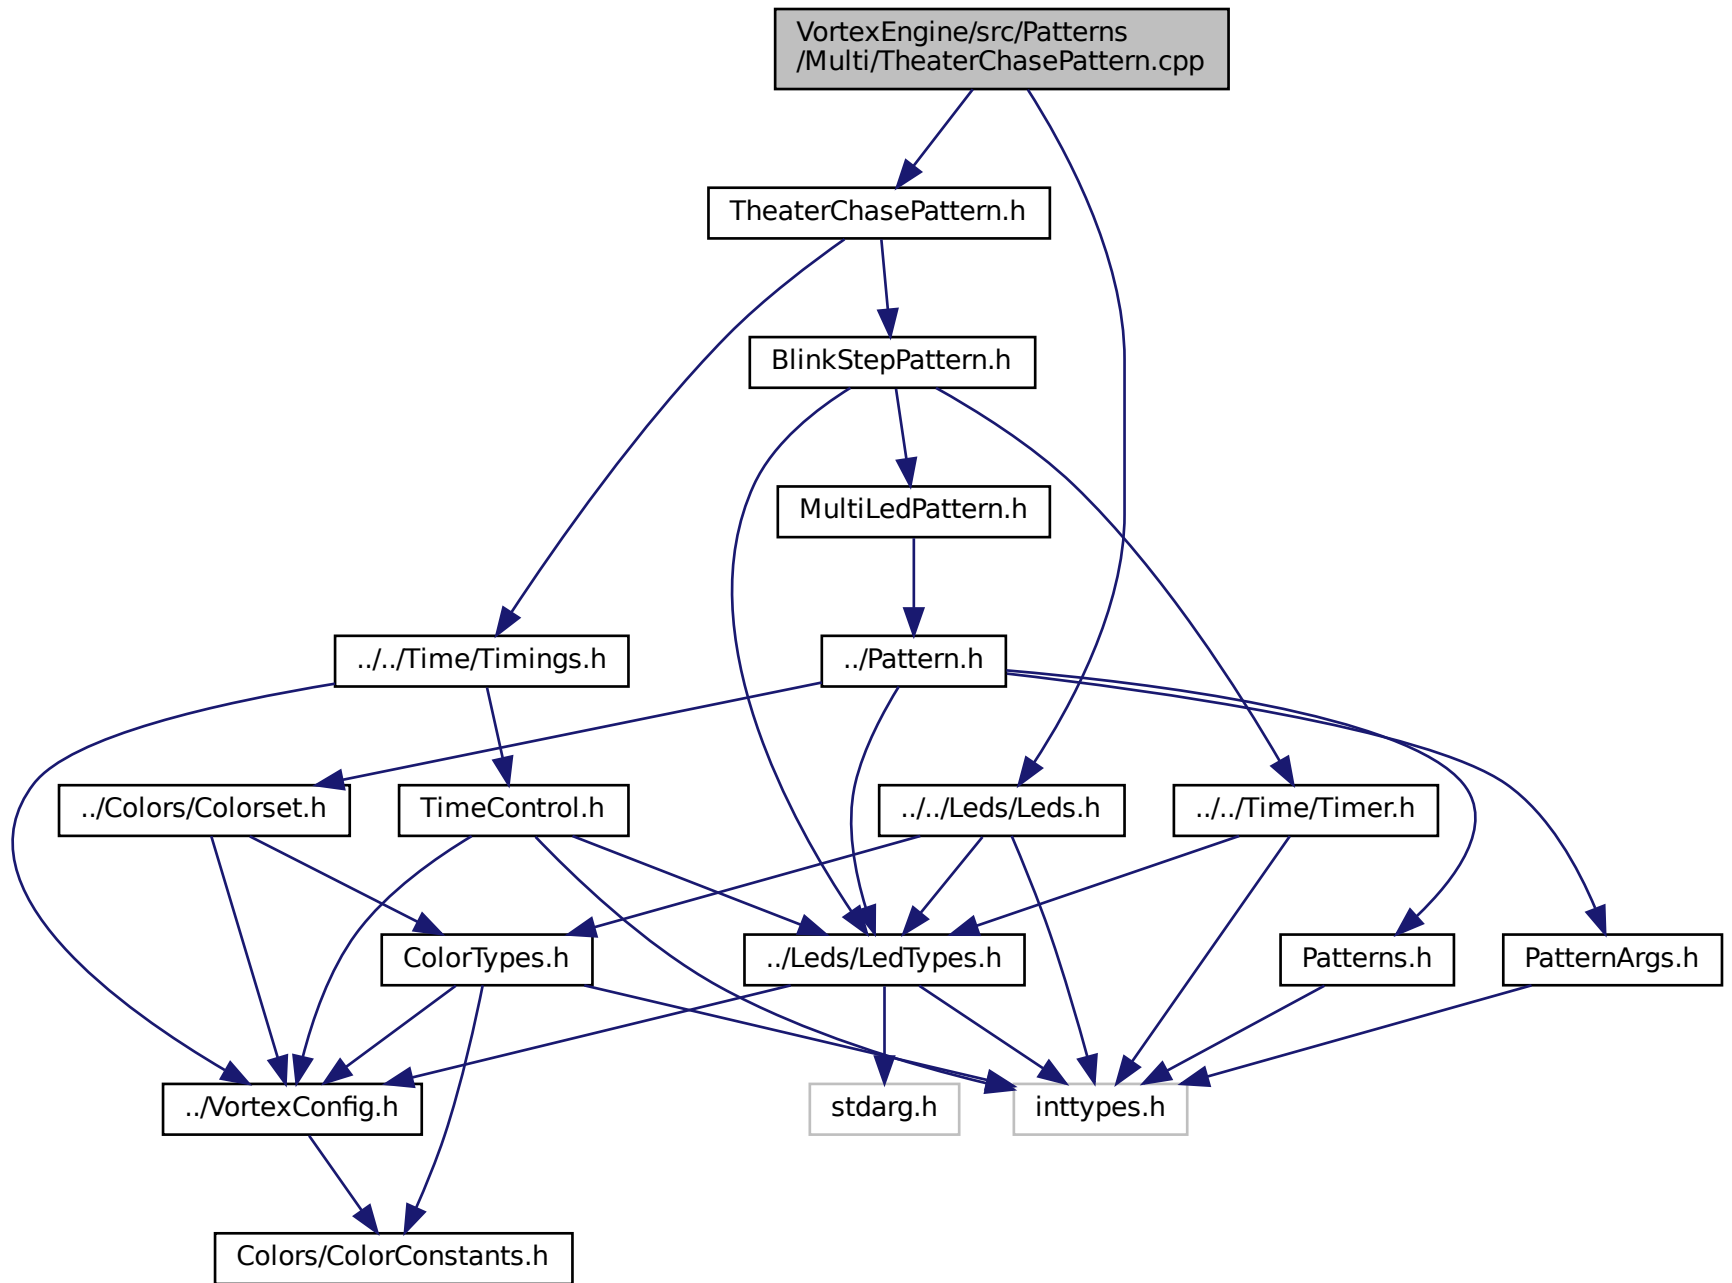 VortexEngine/src/Patterns
/Multi/TheaterChasePattern.cpp
TheaterChasePattern.h
BlinkStepPattern.h
MultiLedPattern.h
../../Time/Timings.h
../Pattern.h
../Colors/Colorset.h
TimeControl.h
../../Leds/Leds.h
../../Time/Timer.h
ColorTypes.h
../Leds/LedTypes.h
Patterns.h
PatternArgs.h
../VortexConfig.h
stdarg.h
inttypes.h
Colors/ColorConstants.h